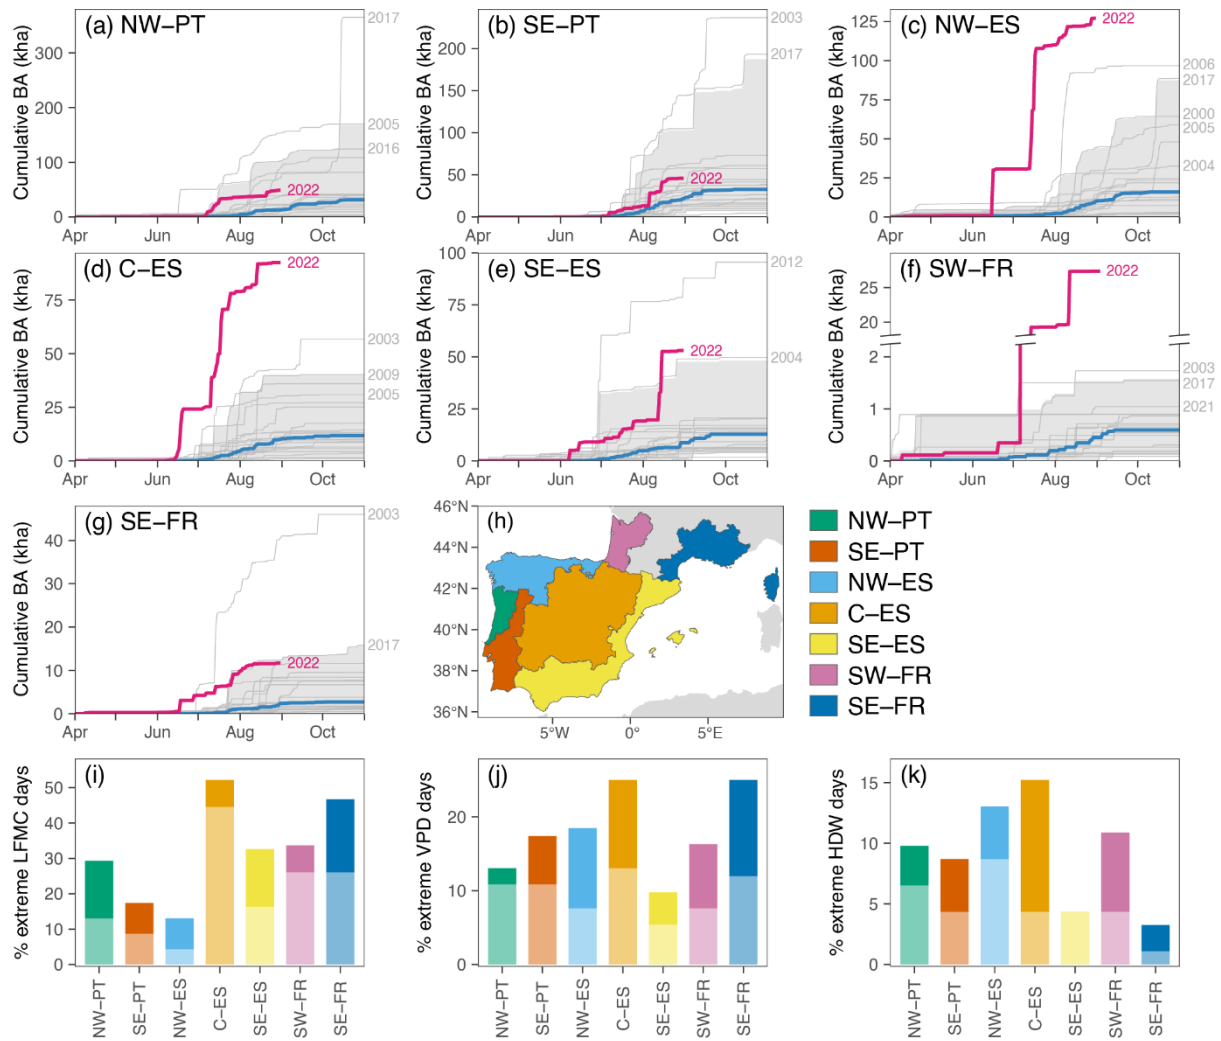 (a) NW−PT
Cumulative BA (kha)
0
100
200
300
Apr
Jun
Aug
Oct
2017
2005
2016
2022
(b) SE−PT
Cumulative BA (kha)
0
50
100
150
200
Apr
Jun
Aug
Oct
2003
2017
2022
(c) NW−ES
Cumulative BA (kha)
0
25
50
75
100
125
Apr
Jun
Aug
Oct
2022
2006
2017
2000
2005
2004
(d) C−ES
Cumulative BA (kha)
0
25
50
75
Apr
Jun
Aug
Oct
2022
2003
2009
2005
(e) SE−ES
Cumulative BA (kha)
0
25
50
75
100
Apr
Jun
Aug
Oct
2012
2022
2004
(f) SW−FR
Cumulative BA (kha)
0
1
2
20
25
Apr
Jun
Aug
Oct
2022
2003
2017
2021
(g) SE−FR
Cumulative BA (kha)
0
10
20
30
40
Apr
Jun
Aug
Oct
2003
2017
2022
(h)
46°N
44°N
42°N
40°N
38°N
36°N
5°W
0°
5°E
NW−PT
SE−PT
NW−ES
C−ES
SE−ES
SW−FR
SE−FR
(i)
% extreme LFMC days
0
10
20
30
40
50
NW−PT
SE−PT
NW−ES
C−ES
SE−ES
SW−FR
SE−FR
(j)
% extreme VPD days
0
10
20
NW−PT
SE−PT
NW−ES
C−ES
SE−ES
SW−FR
SE−FR
(k)
% extreme HDW days
0
5
10
15
NW−PT
SE−PT
NW−ES
C−ES
SE−ES
SW−FR
SE−FR